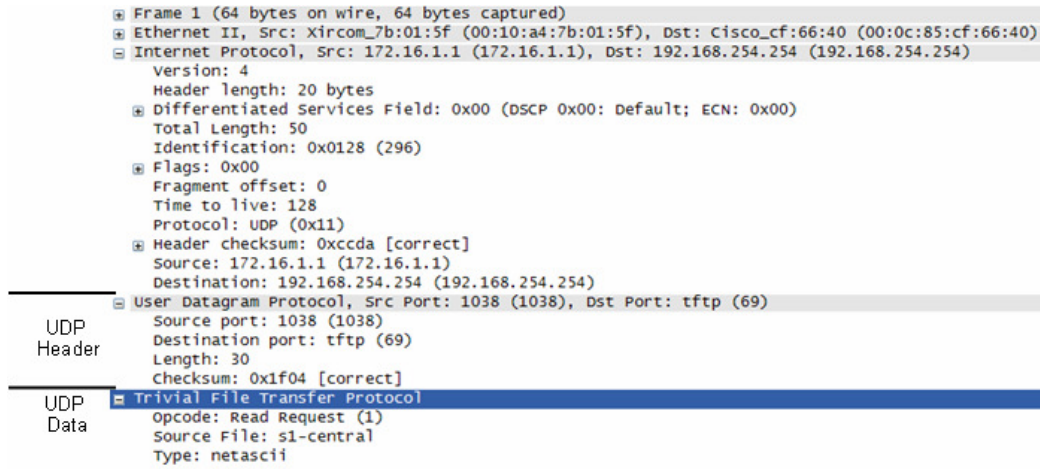 Frame 1 (64 bytes on wire, 64 bytes captured)
Ethernet II, Src: Xircom_7b:01:5f (00:10:a4:7b:01:5f), Dst: Cisco_cf:66:40 (00:0c:85:cf:66:40)
Internet Protocol, Src: 172.16.1.1 (172.16.1.1), Dst: 192.168.254.254 (192.168.254.254)
Version: 4
Header length: 20 bytes
Differentiated Services Field: 0x00 (DSCP 0x00: Default; ECN: 0x00)
Total Length: 50
Identification: 0x0128 (296)
Flags: 0x00
Fragment offset: 0
Time to live: 128
Protocol: UDP (0x11)
Header checksum: 0xccda [correct]
Source: 172.16.1.1 (172.16.1.1)
Destination: 192.168.254.254 (192.168.254.254)
User Datagram Protocol, Src Port: 1038 (1038), Dst Port: tftp (69)
UDP
Header
Source port: 1038 (1038)
Destination port: tftp (69)
Length: 30
Checksum: 0x1f04 [correct]
UDP
Data
Trivial File Transfer Protocol
Opcode: Read Request (1)
Source File: s1-central
Type: netascii